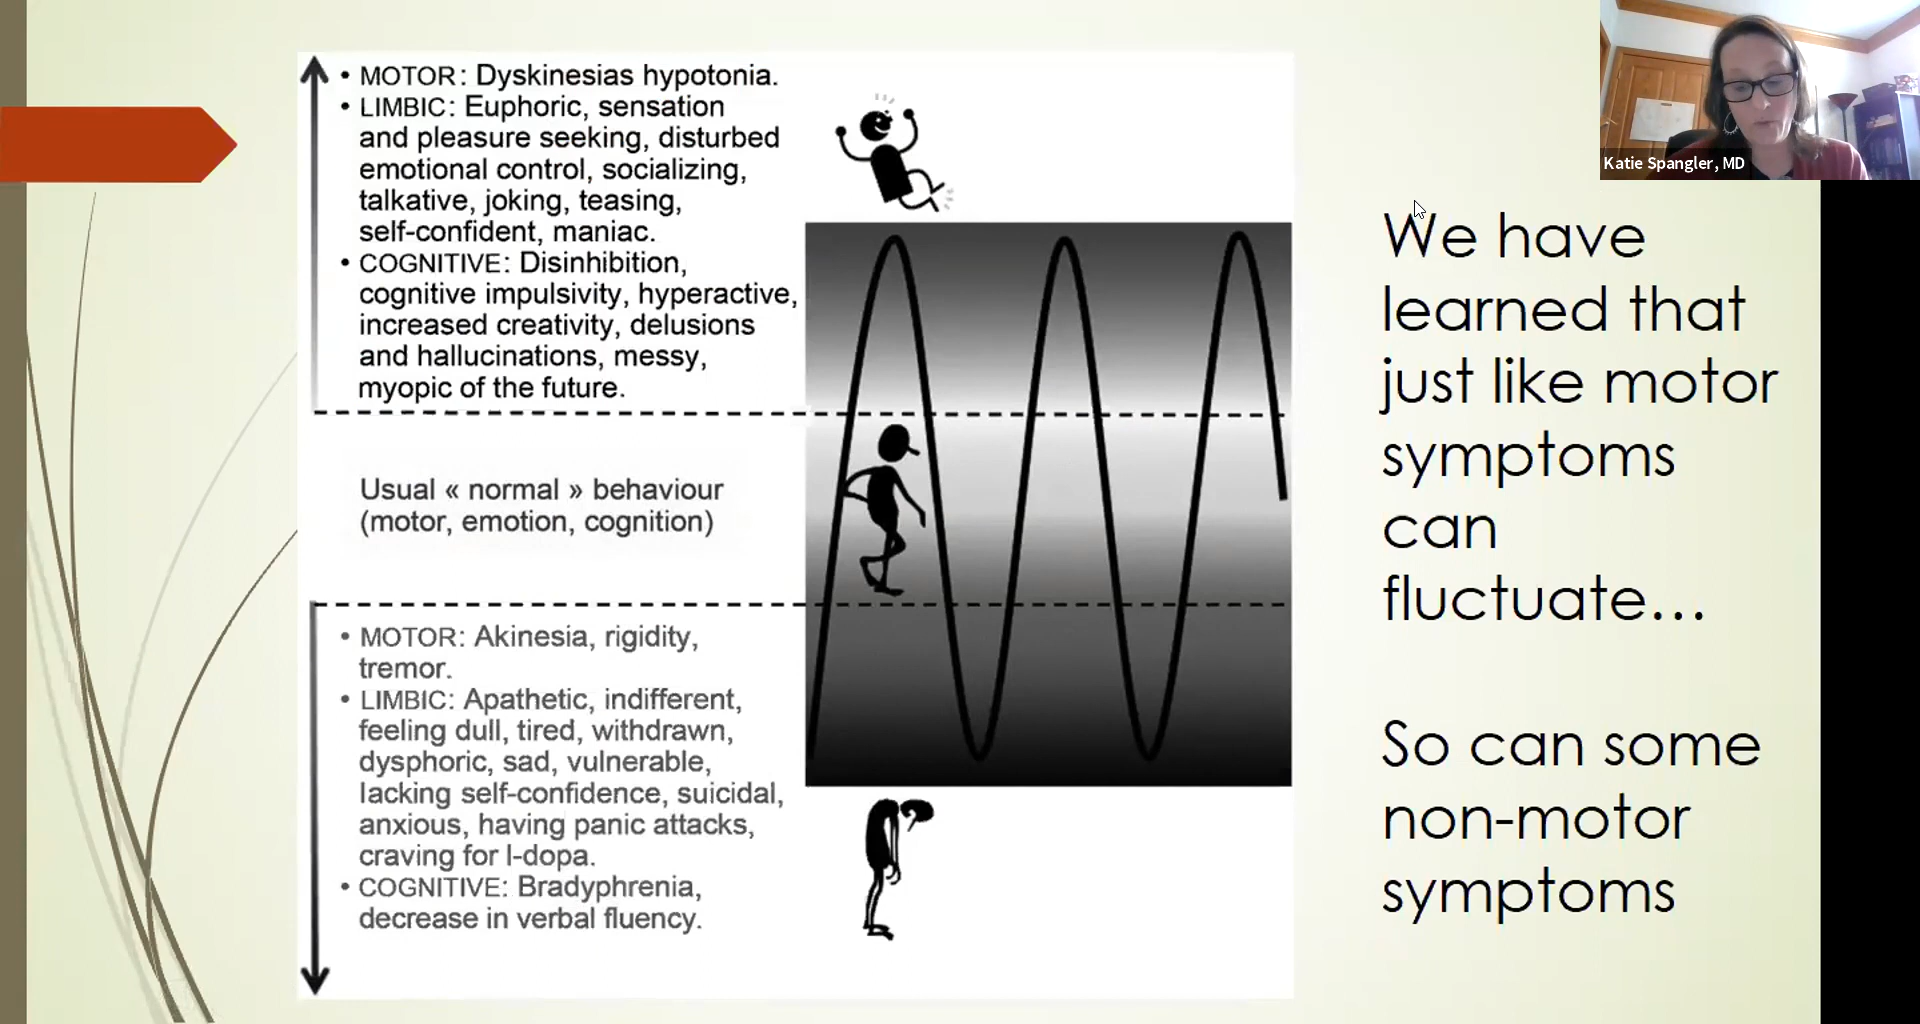 • MOTOR: Dyskinesias hypotonia.
• LIMBIC: Euphoric, sensation
and pleasure seeking, disturbed
emotional control, socializing,
talkative, joking, teasing,
self-confident, maniac.
• COGNITIVE: Disinhibition,
cognitive impulsivity, hyperactive,
increased creativity, delusions
and hallucinations, messy,
myopic of the future.
Usual « normal » behaviour
(motor, emotion, cognition)
• MOTOR: Akinesia, rigidity,
tremor.
• LIMBIC: Apathetic, indifferent,
feeling dull, tired, withdrawn,
dysphoric, sad, vulnerable,
lacking self-confidence, suicidal,
anxious, having panic attacks,
craving for l-dopa.
• COGNITIVE: Bradyphrenia,
decrease in verbal fluency.
Katie Spangler, MD
We have
learned that
just like motor
symptoms
can
fluctuate...
So can some
non-motor
symptoms